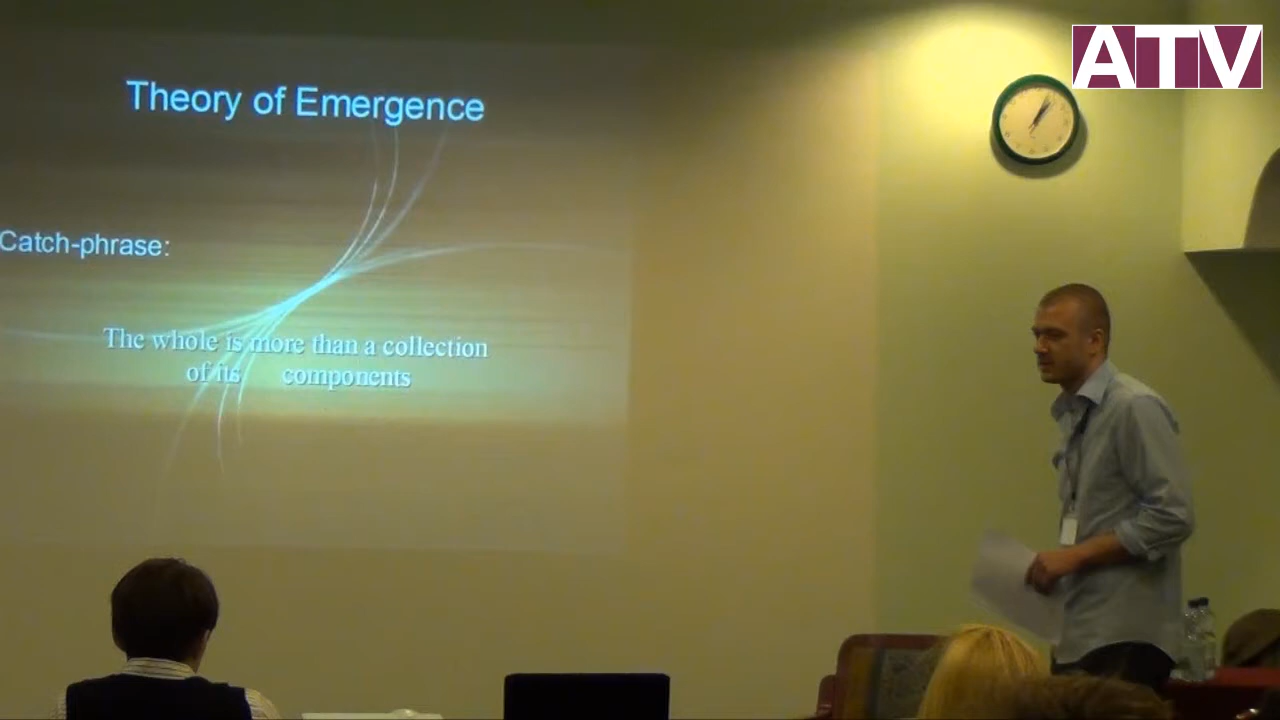 ATV
Theory of Emergence
Catch-phrase:
The whole is more than a collection
of its components